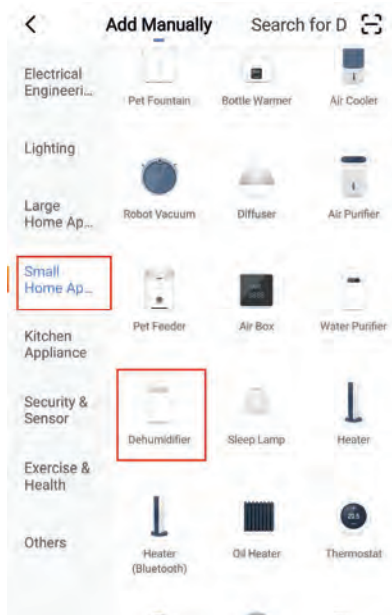 Add Manually
Search for D
Electrical
Engineeri...
Pet Fountain
Bottle Warmer
Air Cooler
Lighting
Robot Vacuum
Diffuser
Air Purifier
Large
Home Ap...
Small
Home Ap...
Pet Feeder
Air Box
Water Purifier
Kitchen
Appliance
Security &
Sensor
Dehumidifier
Sleep Lamp
Heater
Exercise &
Health
Others
Heater
(Bluetooth)
Oil Heater
Thermostat